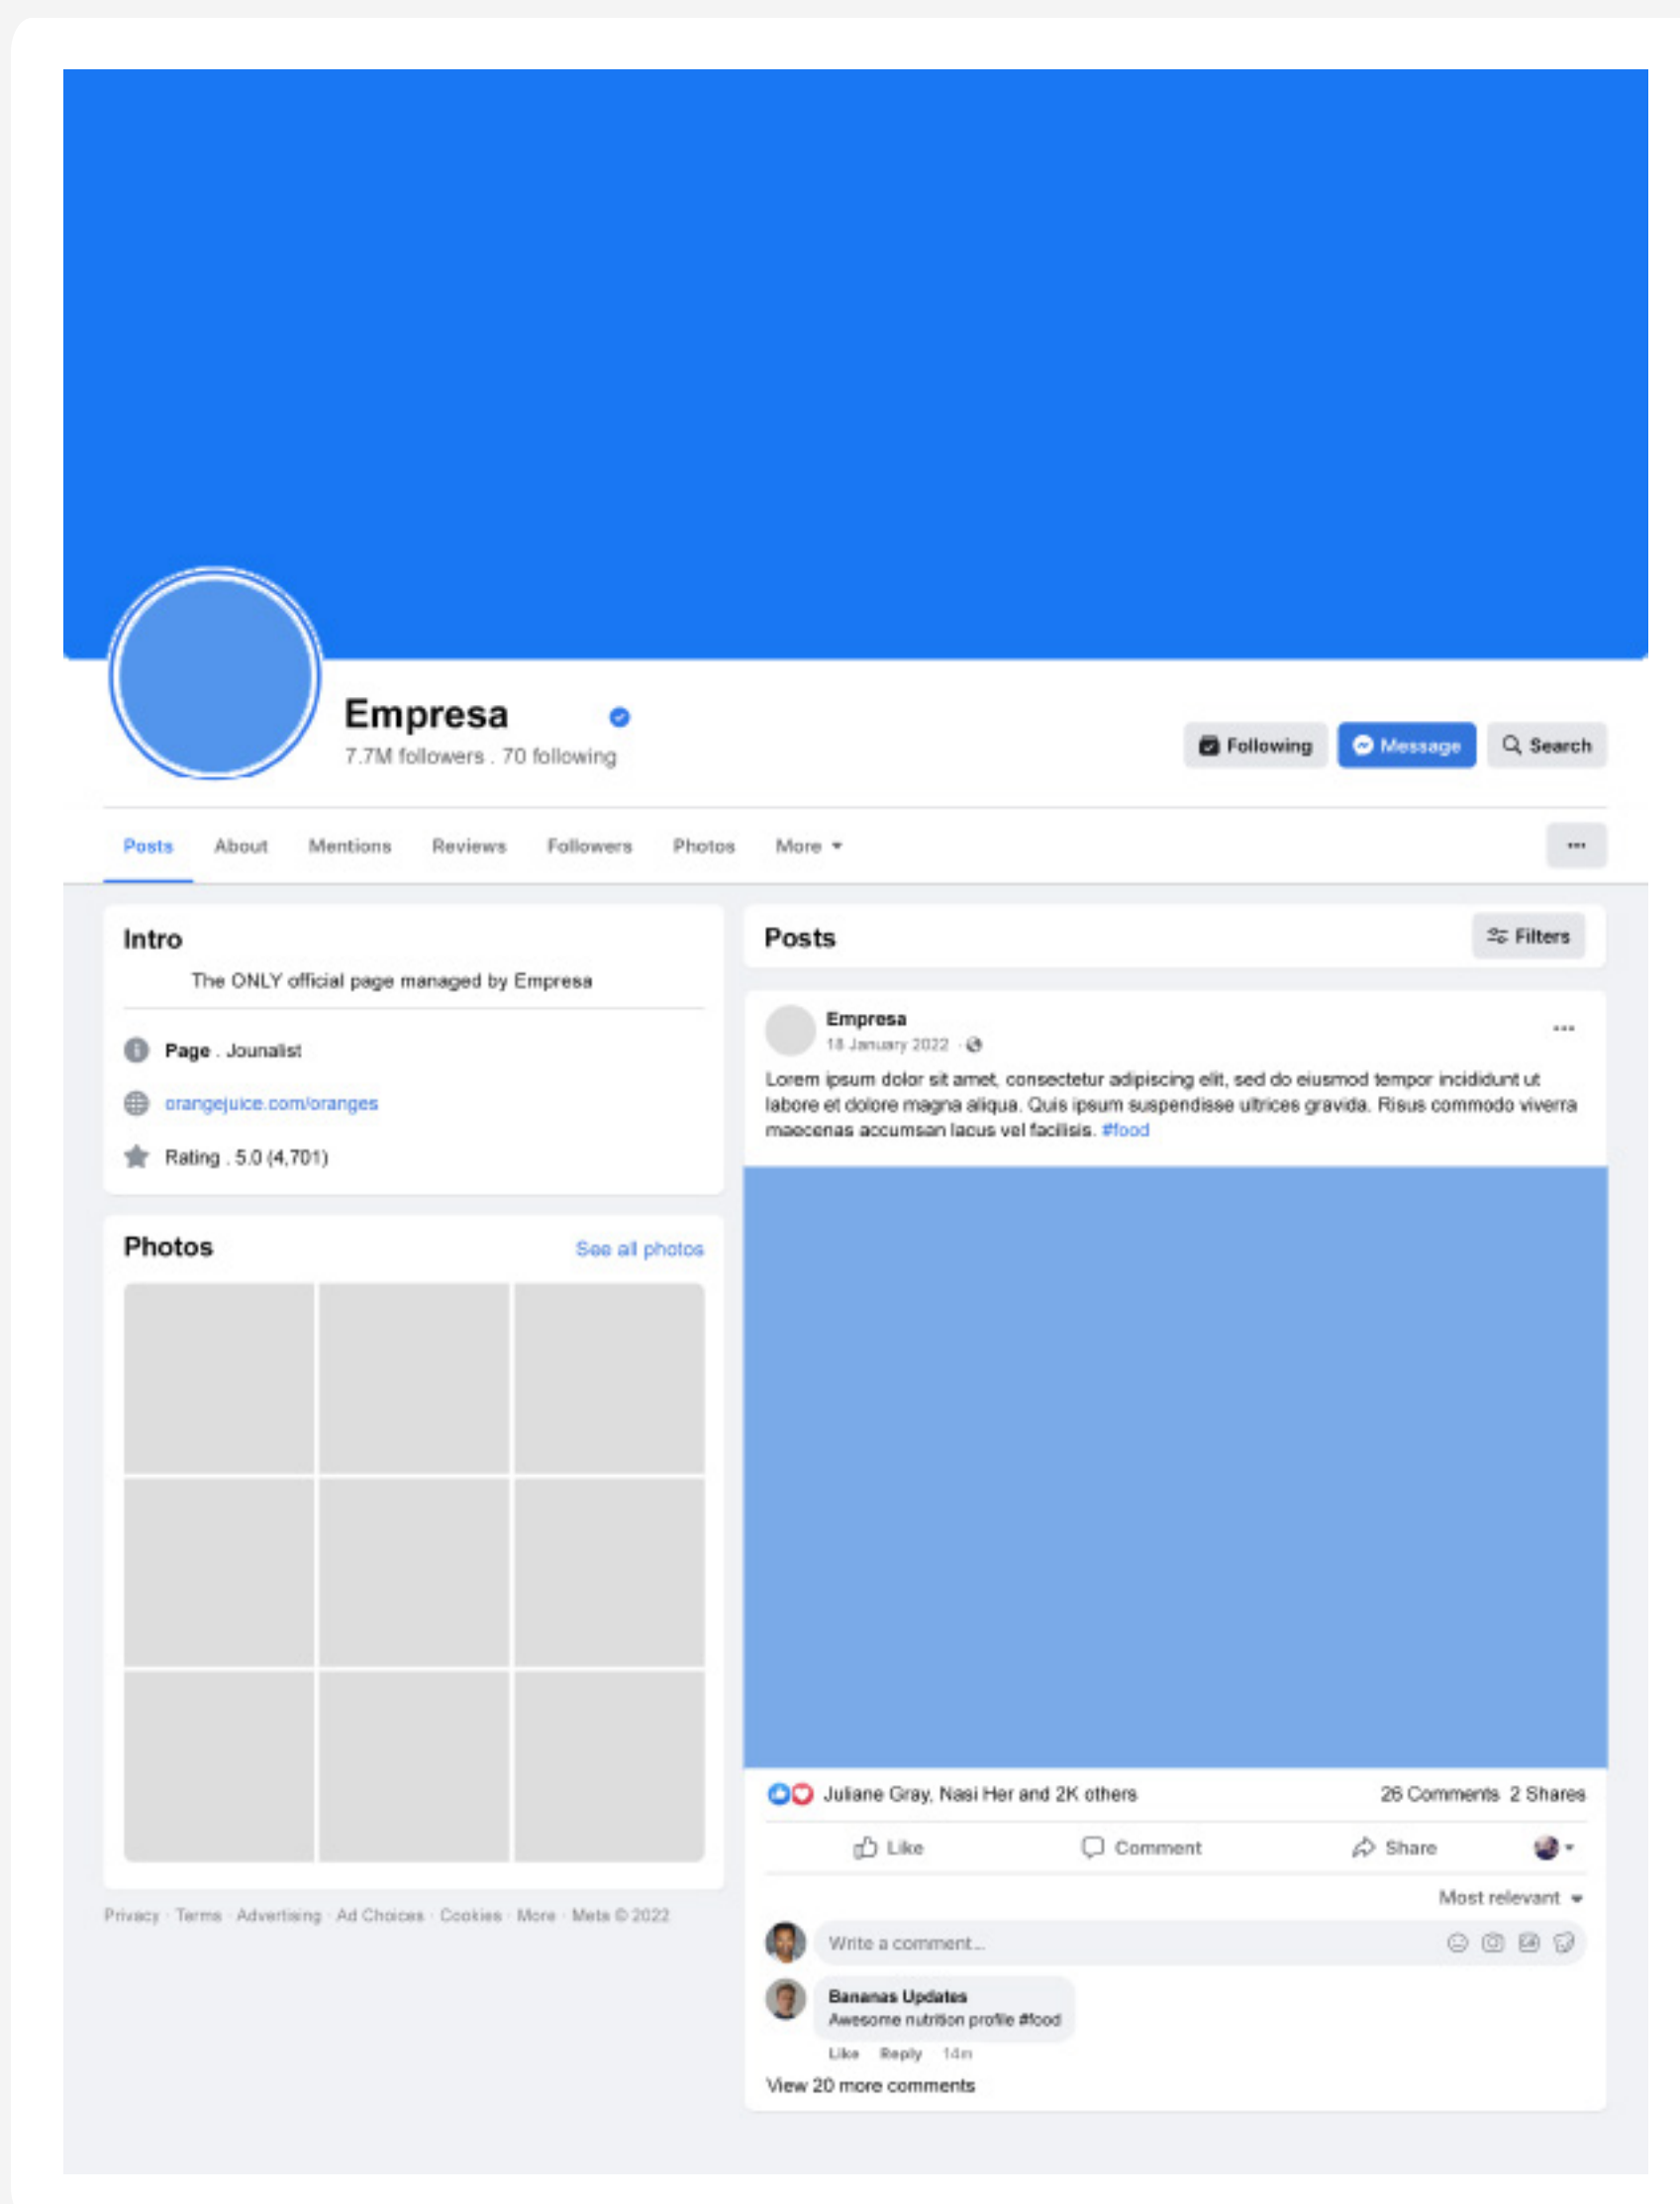 Empresa
7.7M followers . 70 following
Following
Message
Search
Posts
About
Mentions
Reviews
Followers
Photos
More
Intro
The ONLY official page managed by Empresa
Page . Jounalist
orangejuice.com/oranges
Rating . 5.0 (4,701)
Photos
See all photos
Privacy · Terms · Advertising · Ad Choices · Cookies · More · Meta © 2022
Posts
Filters
Empresa
18 January 2022 ·
Lorem ipsum dolor sit amet, consectetur adipiscing elit, sed do eiusmod tempor incididunt ut
labore et dolore magna aliqua. Quis ipsum suspendisse ultrices gravida. Risus commodo viverra
maecenas accumsan lacus vel facilisis. #food
Juliane Gray, Nasi Her and 2K others
26 Comments 2 Shares
Like
Comment
Share
Most relevant
Write a comment...
Bananas Updates
Awesome nutrition profile #food
Like Reply 14m
View 20 more comments